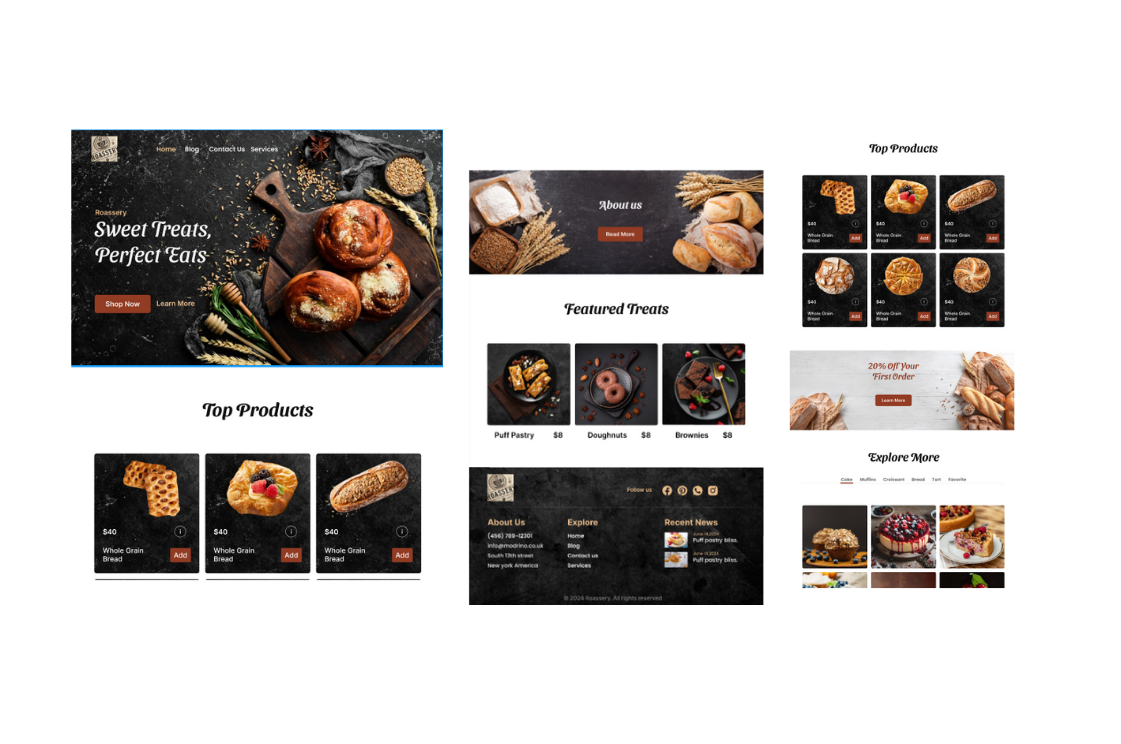 ROASSERY
Home Blog Contact Us Services
Roassery
Sweet Treats,
Perfect Eats
Shop Now Learn More
Top Products
$40 i
Whole Grain
Bread
Add
$40 i
Whole Grain
Bread
Add
$40 i
Whole Grain
Bread
Add
About us
Read More
Featured Treats
Puff Pastry $8
Doughnuts $8
Brownies $8
ROASSERY
Follow us
About Us
(456) 789-12301
info@modrino.co.uk
South 13th street
New york America
Explore
Home
Blog
Contact us
Services
Recent News
June 14,2024
Puff pastry bliss.
June 14,2024
Puff pastry bliss.
© 2024 Roassery. All rights reserved
Top Products
$40
Whole Grain
Bread
Add
$40
Whole Grain
Bread
Add
$40
Whole Grain
Bread
Add
$40
Whole Grain
Bread
Add
$40
Whole Grain
Bread
Add
$40
Whole Grain
Bread
Add
20% Off Your
First Order
Learn More
Explore More
Cake Muffins Croissant Bread Tart Favorite